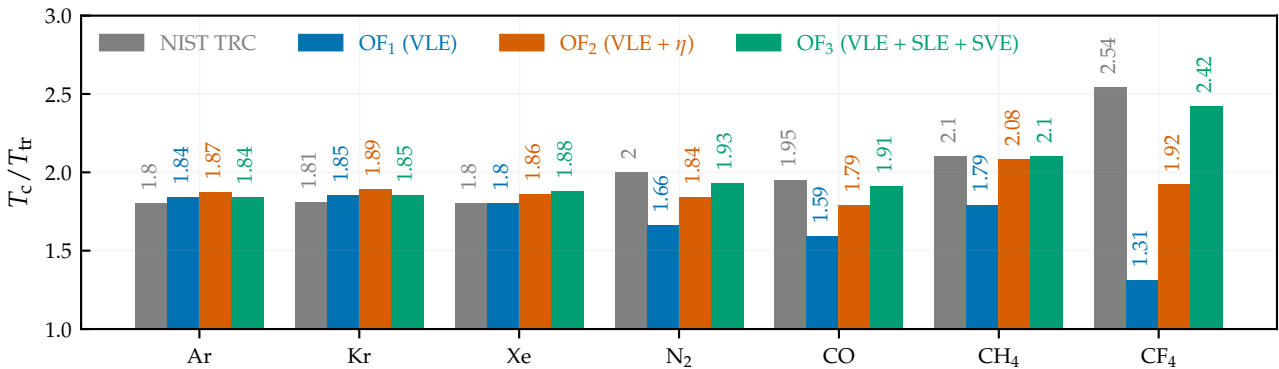 3.0
2.5
2.0
1.5
1.0
T_c / T_tr
NIST TRC
OF₁ (VLE)
OF₂ (VLE + η)
OF₃ (VLE + SLE + SVE)
1.8
1.84
1.87
1.84
1.81
1.85
1.89
1.85
1.8
1.8
1.86
1.88
2
1.66
1.84
1.93
1.95
1.59
1.79
1.91
2.1
1.79
2.08
2.1
2.54
1.31
1.92
2.42
Ar
Kr
Xe
N₂
CO
CH₄
CF₄